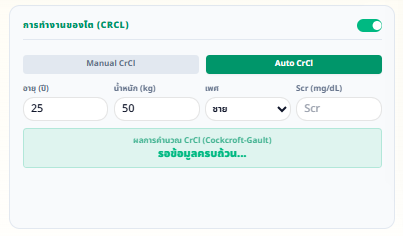 การทำงานของไต (CRCL)
Manual CrCl Auto CrCl
อายุ (ปี) น้ำหนัก (kg) เพศ Scr (mg/dL)
25 50 ชาย Scr
ผลการคำนวณ CrCl (Cockcroft-Gault)
รอข้อมูลครบถ้วน...